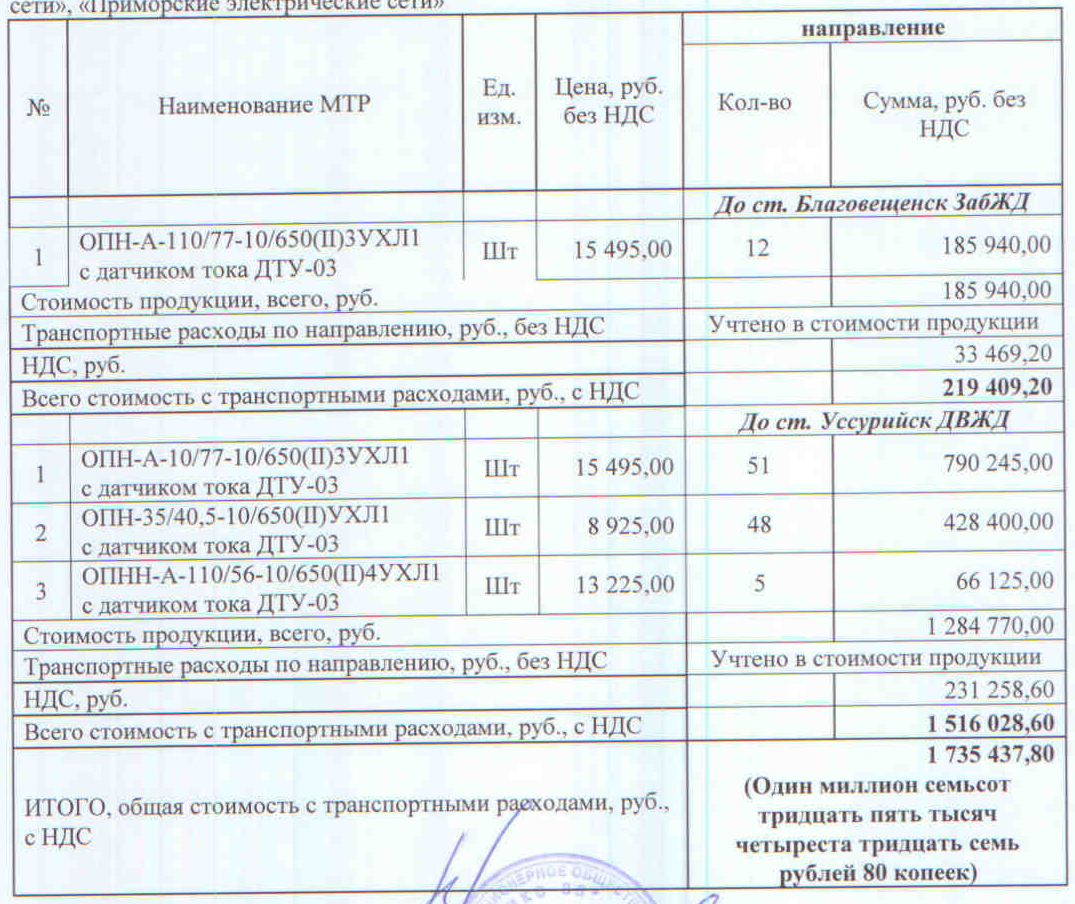 сети», «Приморские электрические сети»
направление
№
Наименование МТР
Ед. изм.
Цена, руб. без НДС
Кол-во
Сумма, руб. без НДС
До ст. Благовещенск ЗабЖД
1 ОПН-А-110/77-10/650(II)3УХЛ1 с датчиком тока ДТУ-03 Шт 15 495,00 12 185 940,00
Стоимость продукции, всего, руб. 185 940,00
Транспортные расходы по направлению, руб., без НДС Учтено в стоимости продукции
НДС, руб. 33 469,20
Всего стоимость с транспортными расходами, руб., с НДС 219 409,20
До ст. Уссурийск ДВЖД
1 ОПН-А-10/77-10/650(II)3УХЛ1 с датчиком тока ДТУ-03 Шт 15 495,00 51 790 245,00
2 ОПН-35/40,5-10/650(II)УХЛ1 с датчиком тока ДТУ-03 Шт 8 925,00 48 428 400,00
3 ОПНН-А-110/56-10/650(II)4УХЛ1 с датчиком тока ДТУ-03 Шт 13 225,00 5 66 125,00
Стоимость продукции, всего, руб. 1 284 770,00
Транспортные расходы по направлению, руб., без НДС Учтено в стоимости продукции
НДС, руб. 231 258,60
Всего стоимость с транспортными расходами, руб., с НДС 1 516 028,60
ИТОГО, общая стоимость с транспортными расходами, руб.,
с НДС
1 735 437,80
(Один миллион семьсот
тридцать пять тысяч
четыреста тридцать семь
рублей 80 копеек)